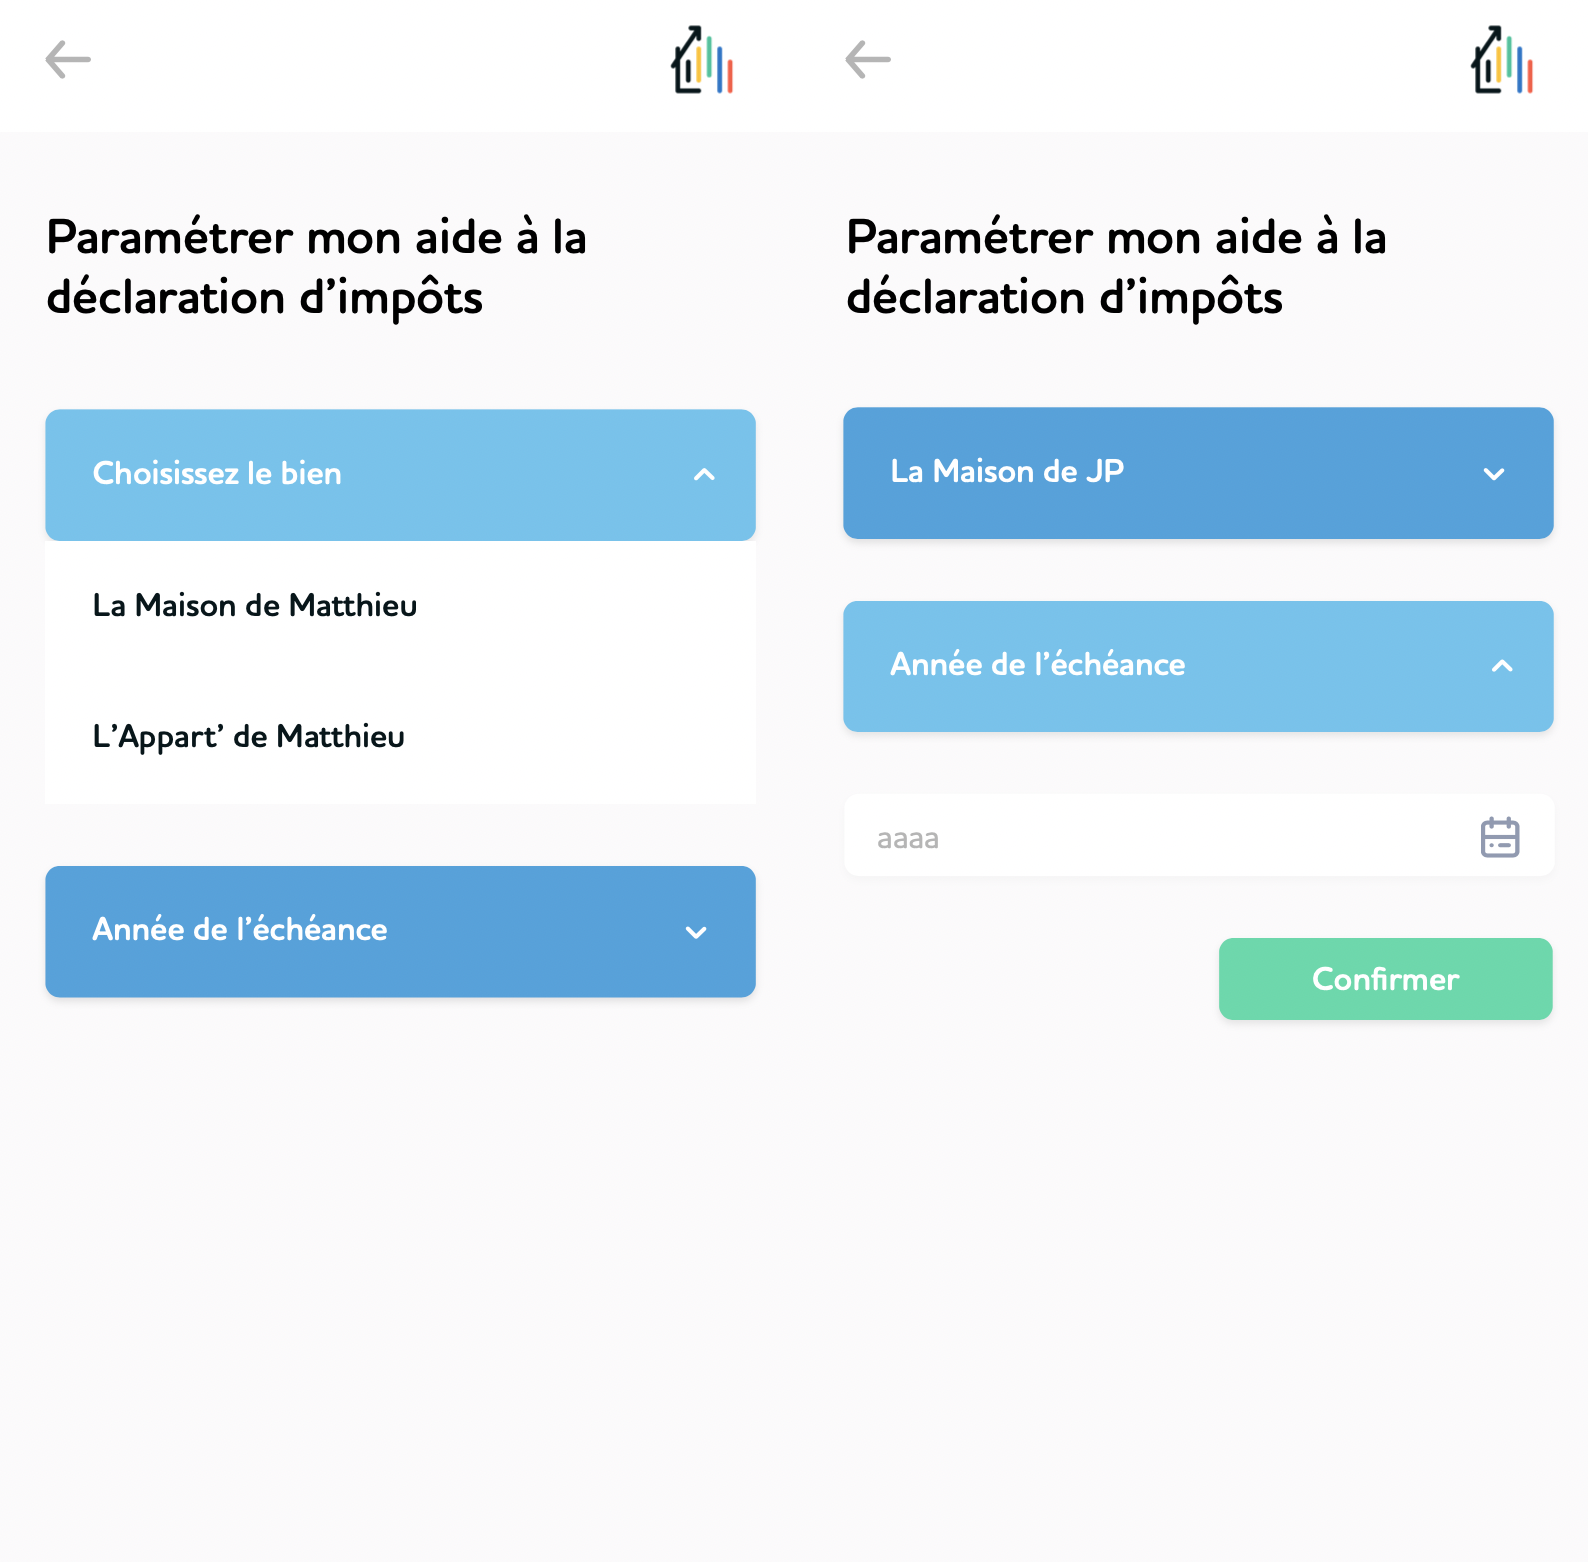 Paramétrer mon aide à la
déclaration d’impôts
Choisissez le bien
La Maison de Matthieu
L’Appart’ de Matthieu
Année de l’échéance
Paramétrer mon aide à la
déclaration d’impôts
La Maison de JP
Année de l’échéance
aaaa
Confirmer